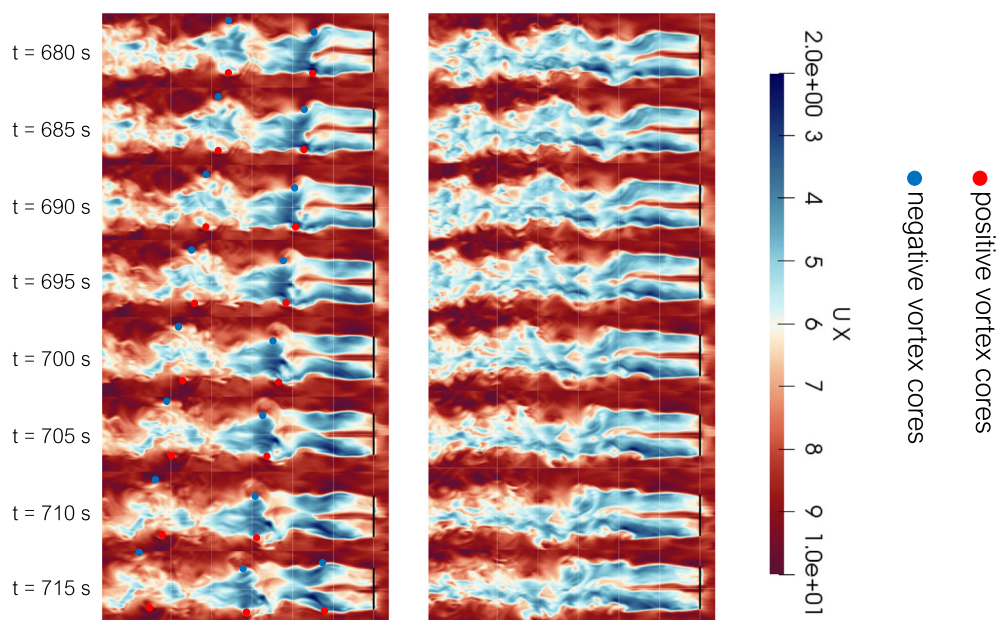 t = 680 s
t = 685 s
t = 690 s
t = 695 s
t = 700 s
t = 705 s
t = 710 s
t = 715 s
2.0e+00
3
4
5
6
7
8
9
1.0e+01
U X
negative vortex cores
positive vortex cores